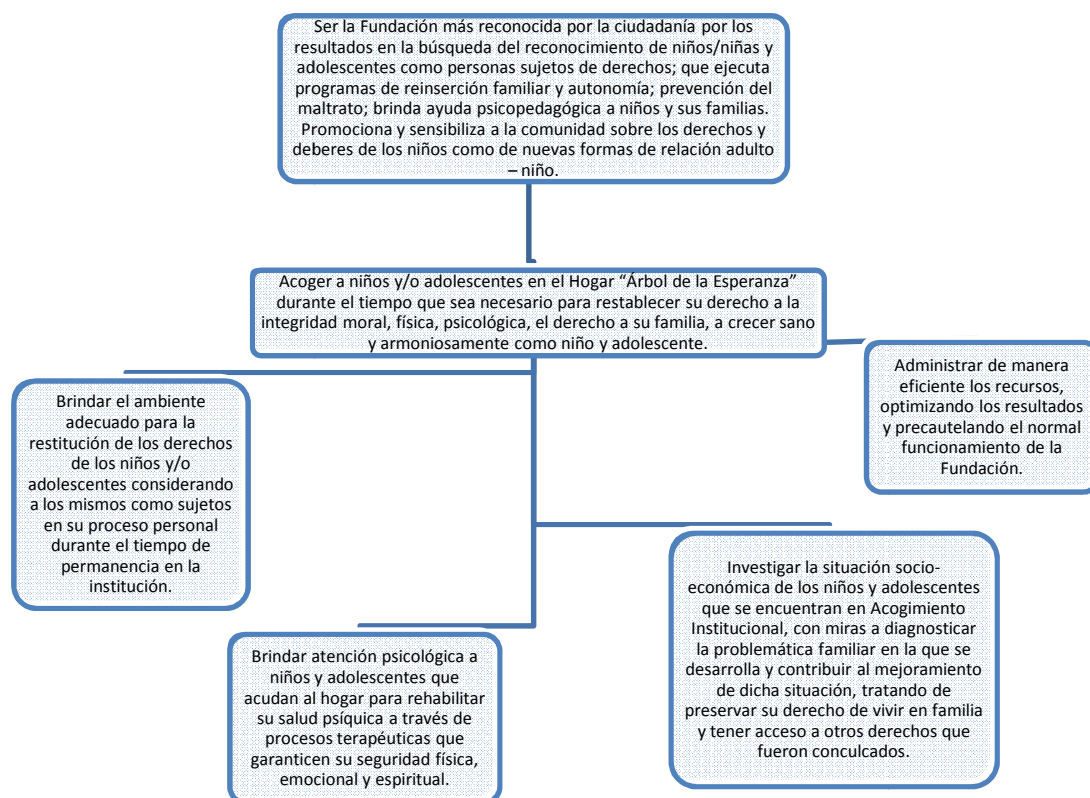 Ser la Fundación más reconocida por la ciudadanía por los
resultados en la búsqueda del reconocimiento de niños/niñas y
adolescentes como personas sujetos de derechos; que ejecuta
programas de reinserción familiar y autonomía; prevención del
maltrato; brinda ayuda psicopedagógica a niños y sus familias.
Promociona y sensibiliza a la comunidad sobre los derechos y
deberes de los niños como de nuevas formas de relación adulto
– niño.
Acoger a niños y/o adolescentes en el Hogar “Árbol de la Esperanza”
durante el tiempo que sea necesario para restablecer su derecho a la
integridad moral, física, psicológica, el derecho a su familia, a crecer sano
y armoniosamente como niño y adolescente.
Administrar de manera
eficiente los recursos,
optimizando los resultados
y precautelando el normal
funcionamiento de la
Fundación.
Brindar el ambiente
adecuado para la
restitución de los derechos
de los niños y/o
adolescentes considerando
a los mismos como sujetos
en su proceso personal
durante el tiempo de
permanencia en la
institución.
Investigar la situación socio-
económica de los niños y adolescentes
que se encuentran en Acogimiento
Institucional, con miras a diagnosticar
la problemática familiar en la que se
desarrolla y contribuir al mejoramiento
de dicha situación, tratando de
preservar su derecho de vivir en familia
y tener acceso a otros derechos que
fueron conculcados.
Brindar atención psicológica a
niños y adolescentes que
acudan al hogar para rehabilitar
su salud psíquica a través de
procesos terapéuticos que
garanticen su seguridad física,
emocional y espiritual.